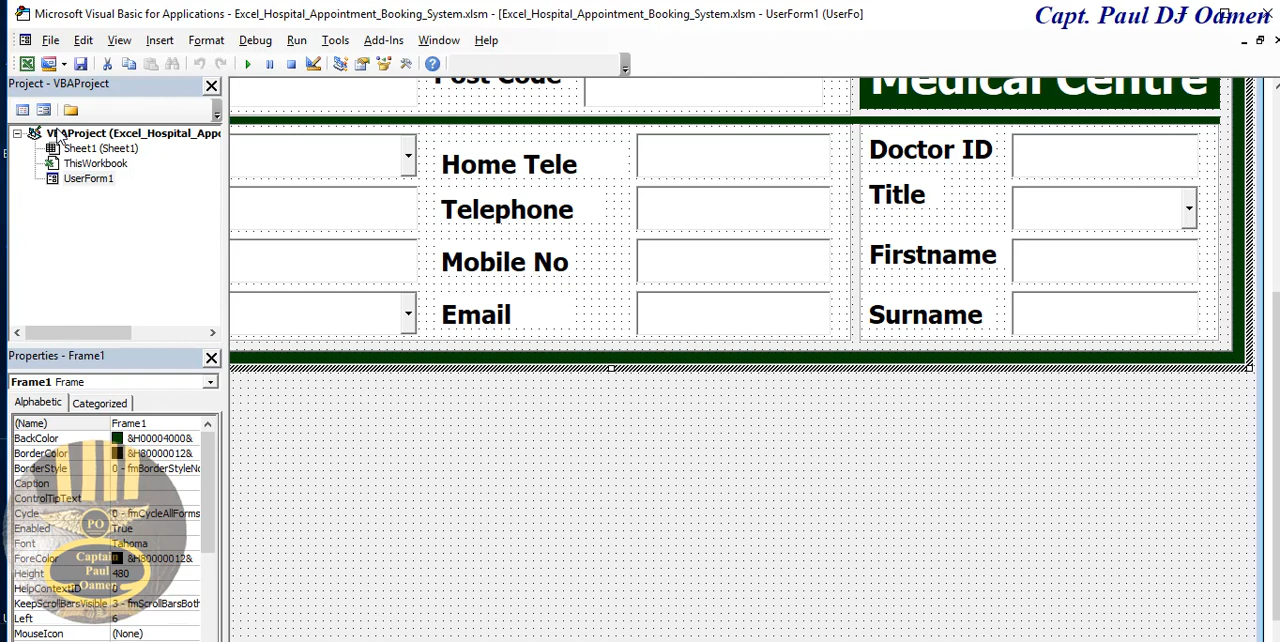 Microsoft Visual Basic for Applications - Excel_Hospital_Appointment_Booking_System.xlsm - [Excel_Hospital_Appointment_Booking_System.xlsm - UserForm1 (UserFo)
Capt. Paul DJ Oamen
File Edit View Insert Format Debug Run Tools Add-Ins Window Help
Project - VBAProject
Post Code
Medical Centre
VBAProject (Excel_Hospital_Appo
Sheet1 (Sheet1)
ThisWorkbook
UserForm1
Home Tele
Telephone
Mobile No
Email
Doctor ID
Title
Firstname
Surname
Properties - Frame1
Frame1 Frame
Alphabetic Categorized
(Name) Frame1
BackColor &H00004000&
BorderColor &H80000012&
BorderStyle 0 - fmBorderStyleNo
Caption
ControlTipText
Cycle 0 - fmCycleAllForms
Enabled True
Font Tahoma
ForeColor &H80000012&
Height 480
HelpContextID 0
KeepScrollBarsVisible 3 - fmScrollBarsBoth
Left 6
MouseIcon (None)
PO
Captain
Paul
Oamen